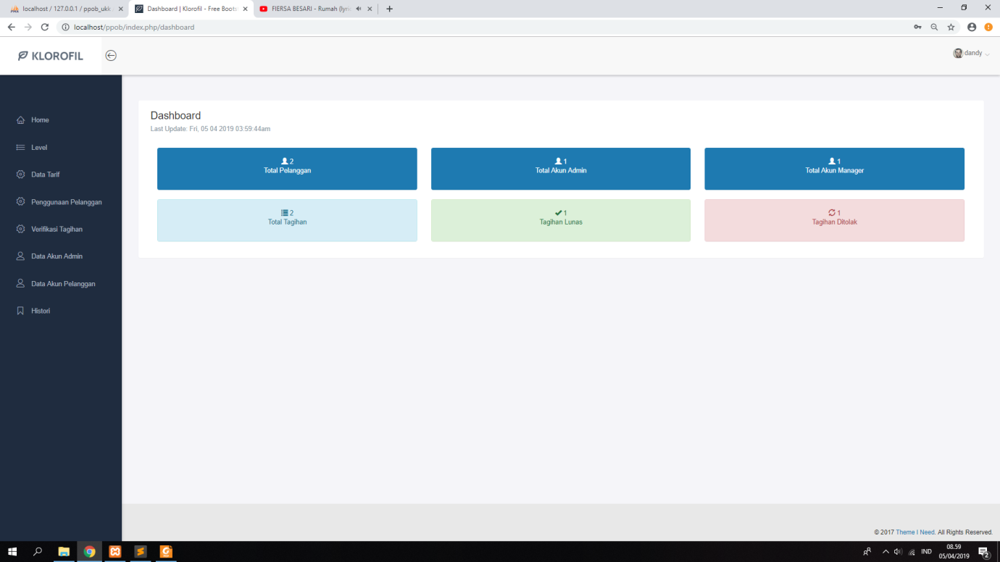 localhost / 127.0.0.1 / ppob_ukk
Dashboard | Klorofil - Free Boots
FIERSA BESARI - Rumah (lyric
localhost/ppob/index.php/dashboard
KLOROFIL
dandy
Home
Level
Data Tarif
Penggunaan Pelanggan
Verifikasi Tagihan
Data Akun Admin
Data Akun Pelanggan
Histori
Dashboard
Last Update: Fri, 05 04 2019 03:59:44am
2
Total Pelanggan
1
Total Akun Admin
1
Total Akun Manager
2
Total Tagihan
1
Tagihan Lunas
1
Tagihan Ditolak
© 2017 Theme I Need. All Rights Reserved.
IND
08.59
05/04/2019
2